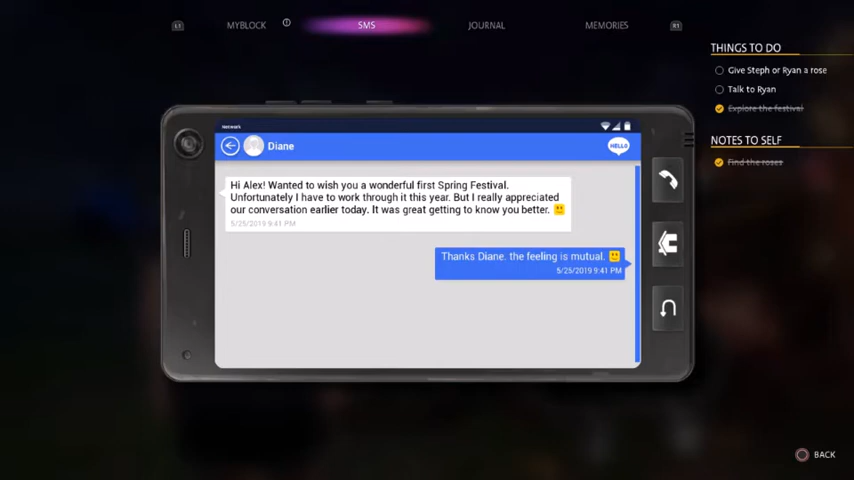 L1 MYBLOCK SMS JOURNAL MEMORIES R1
THINGS TO DO
Give Steph or Ryan a rose
Talk to Ryan
Explore the festival
NOTES TO SELF
Find the roses
Network
Diane
HELLO
Hi Alex! Wanted to wish you a wonderful first Spring Festival.
Unfortunately I have to work through it this year. But I really appreciated
our conversation earlier today. It was great getting to know you better.
5/25/2019 9:41 PM
Thanks Diane. the feeling is mutual.
5/25/2019 9:41 PM
BACK